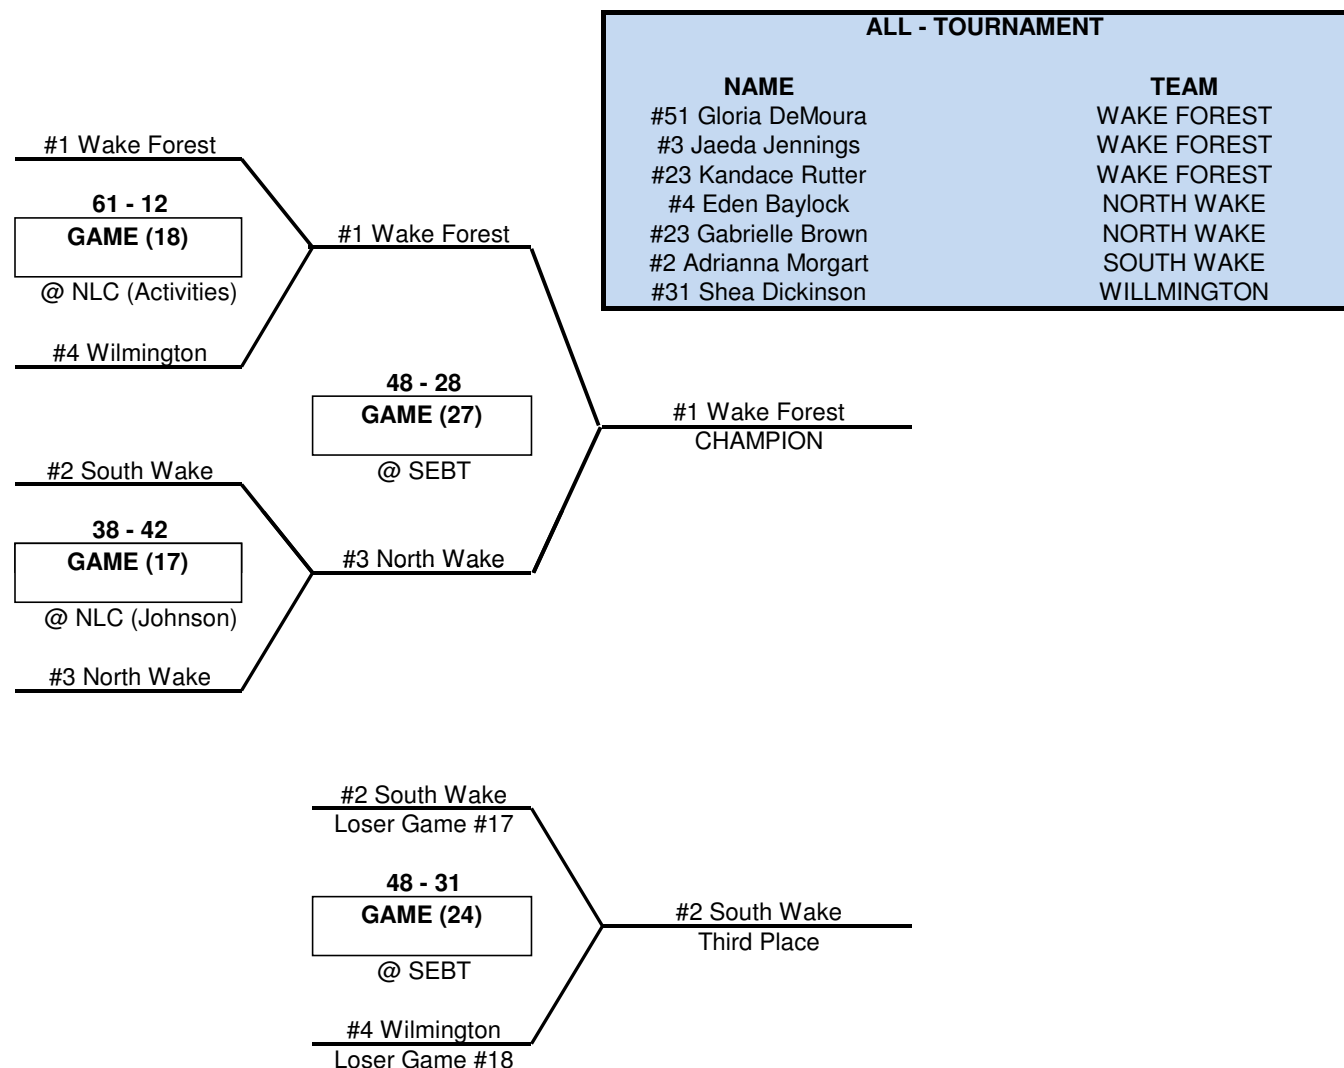 ALL - TOURNAMENT
NAME TEAM
#51 Gloria DeMoura WAKE FOREST
#3 Jaeda Jennings WAKE FOREST
#23 Kandace Rutter WAKE FOREST
#4 Eden Baylock NORTH WAKE
#23 Gabrielle Brown NORTH WAKE
#2 Adrianna Morgart SOUTH WAKE
#31 Shea Dickinson WILLMINGTON
#1 Wake Forest
61 - 12
GAME (18)
@ NLC (Activities)
#4 Wilmington
#1 Wake Forest
48 - 28
GAME (27)
@ SEBT
#1 Wake Forest
CHAMPION
#2 South Wake
38 - 42
GAME (17)
@ NLC (Johnson)
#3 North Wake
#3 North Wake
#2 South Wake
Loser Game #17
48 - 31
GAME (24)
@ SEBT
#2 South Wake
Third Place
#4 Wilmington
Loser Game #18